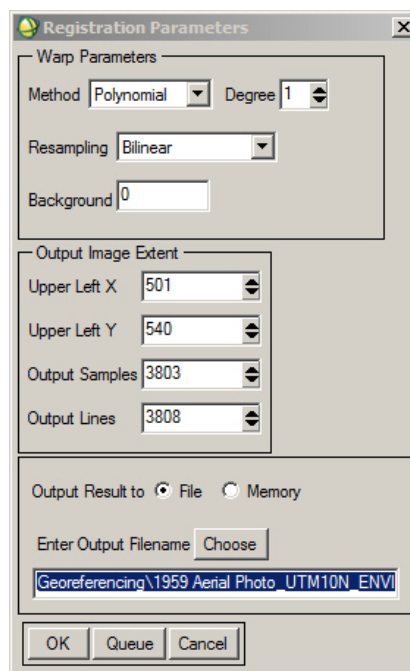 Registration Parameters
Warp Parameters
Method Polynomial Degree 1
Resampling Bilinear
Background 0
Output Image Extent
Upper Left X 501
Upper Left Y 540
Output Samples 3803
Output Lines 3808
Output Result to File Memory
Enter Output Filename Choose
Georeferencing\1959 Aerial Photo_UTM10N_ENVI
OK Queue Cancel